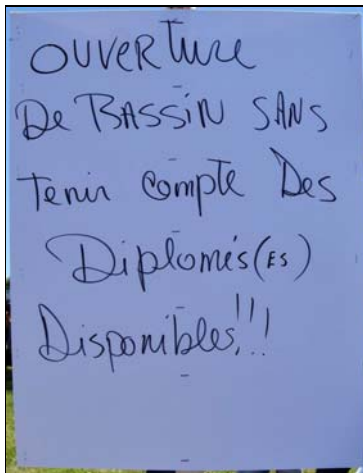 OUVERTURE
De BASSIN SANS
tenir compte Des
Diplomés(ES)
Disponibles!!!